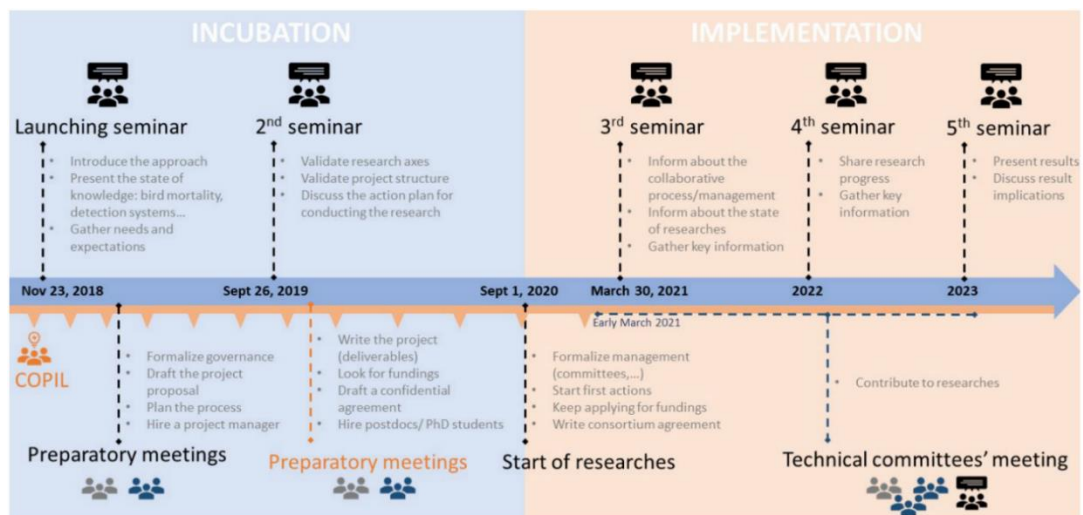 INCUBATION
IMPLEMENTATION
Launching seminar
• Introduce the approach
• Present the state of
knowledge: bird mortality,
detection systems...
• Gather needs and
expectations
2nd seminar
• Validate research axes
• Validate project structure
• Discuss the action plan for
conducting the research
3rd seminar
• Inform about the
collaborative
process/management
• Inform about the state
of researches
• Gather key information
4th seminar
• Share research
progress
• Gather key
information
5th seminar
• Present results
• Discuss result
implications
Nov 23, 2018
Sept 26, 2019
Sept 1, 2020
March 30, 2021
2022
2023
Early March 2021
COPIL
• Formalize governance
• Draft the project
proposal
• Plan the process
• Hire a project manager
Preparatory meetings
• Write the project
(deliverables)
• Look for fundings
• Draft a confidential
agreement
• Hire postdocs/ PhD students
Preparatory meetings
• Formalize management
(committees,...)
• Start first actions
• Keep applying for fundings
• Write consortium agreement
Start of researches
• Contribute to researches
Technical committees' meeting